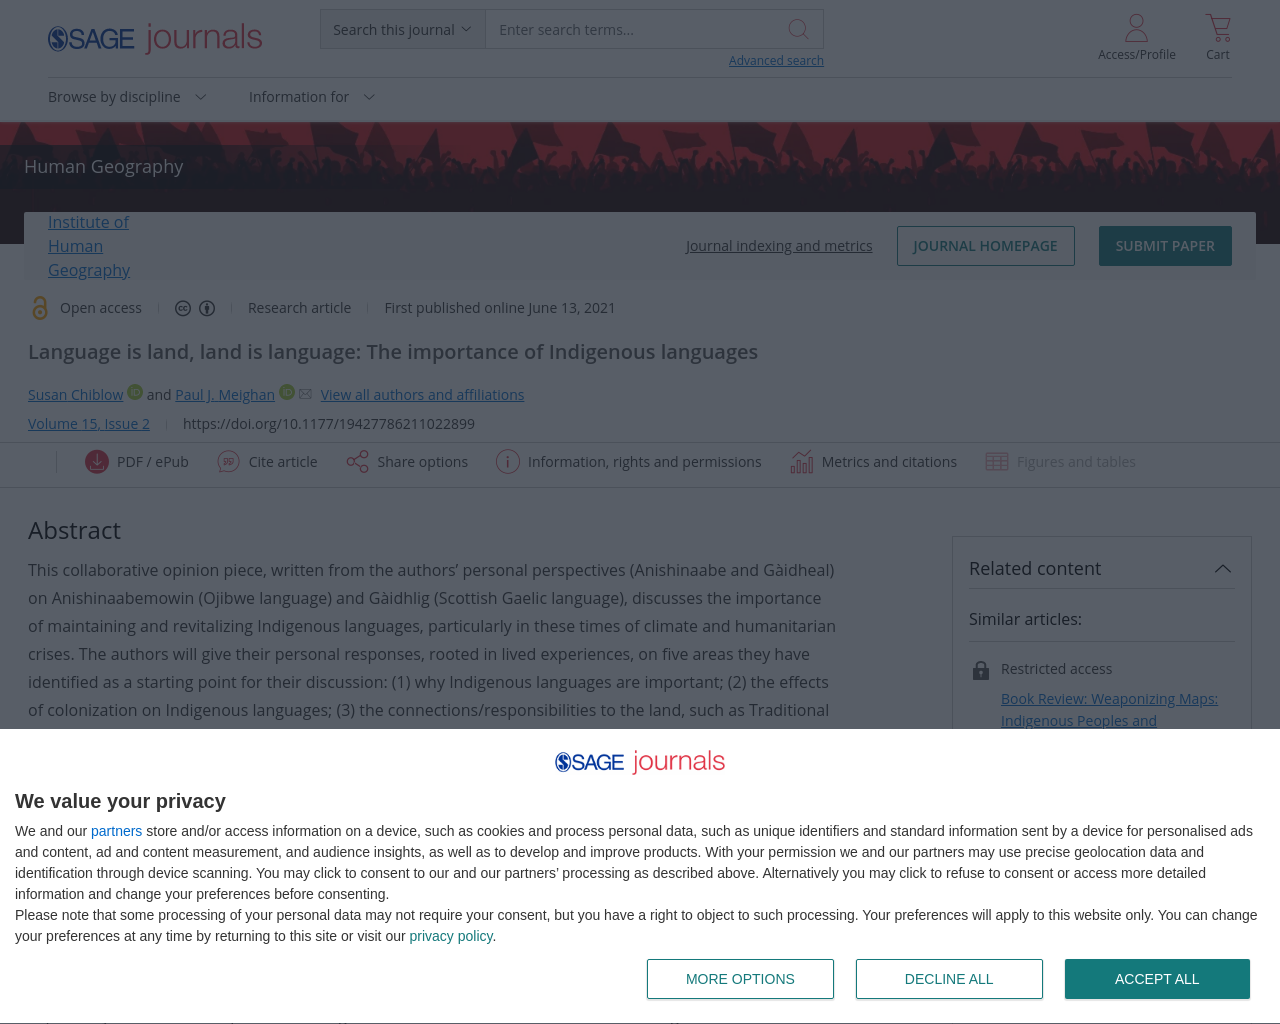 SAGE journals
Search this journal
Enter search terms...
Advanced search
Access/Profile
Cart
Browse by discipline
Information for
Human Geography
Institute of
Human
Geography
Journal indexing and metrics
JOURNAL HOMEPAGE
SUBMIT PAPER
Open access
Research article
First published online June 13, 2021
Language is land, land is language: The importance of Indigenous languages
Susan Chiblow and Paul J. Meighan View all authors and affiliations
Volume 15, Issue 2
https://doi.org/10.1177/19427786211022899
PDF / ePub
Cite article
Share options
Information, rights and permissions
Metrics and citations
Figures and tables
Abstract
This collaborative opinion piece, written from the authors’ personal perspectives (Anishinaabe and Gàidheal)
on Anishinaabemowin (Ojibwe language) and Gàidhlig (Scottish Gaelic language), discusses the importance
of maintaining and revitalizing Indigenous languages, particularly in these times of climate and humanitarian
crises. The authors will give their personal responses, rooted in lived experiences, on five areas they have
identified as a starting point for their discussion: (1) why Indigenous languages are important; (2) the effects
of colonization on Indigenous languages; (3) the connections/responsibilities to the land, such as Traditional
Related content
Similar articles:
Restricted access
Book Review: Weaponizing Maps:
Indigenous Peoples and
SAGE journals
We value your privacy
We and our partners store and/or access information on a device, such as cookies and process personal data, such as unique identifiers and standard information sent by a device for personalised ads
and content, ad and content measurement, and audience insights, as well as to develop and improve products. With your permission we and our partners may use precise geolocation data and
identification through device scanning. You may click to consent to our and our partners’ processing as described above. Alternatively you may click to refuse to consent or access more detailed
information and change your preferences before consenting.
Please note that some processing of your personal data may not require your consent, but you have a right to object to such processing. Your preferences will apply to this website only. You can change
your preferences at any time by returning to this site or visit our privacy policy.
MORE OPTIONS
DECLINE ALL
ACCEPT ALL